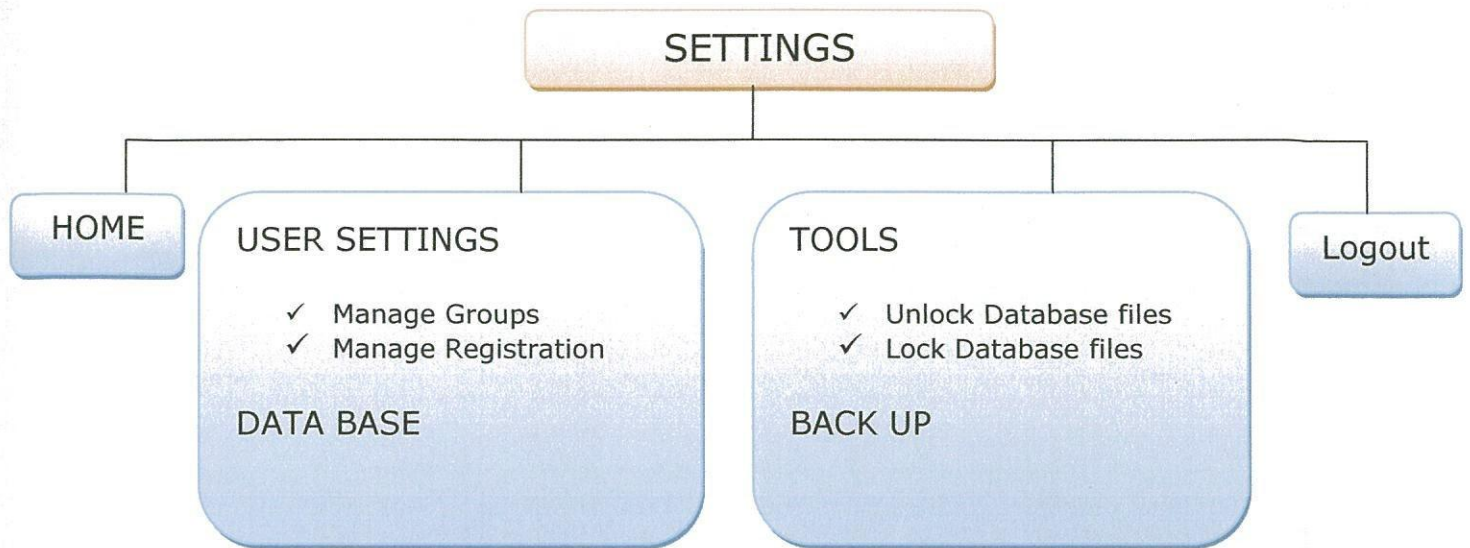 SETTINGS
HOME
USER SETTINGS
✓ Manage Groups
✓ Manage Registration
DATA BASE
TOOLS
✓ Unlock Database files
✓ Lock Database files
BACK UP
Logout